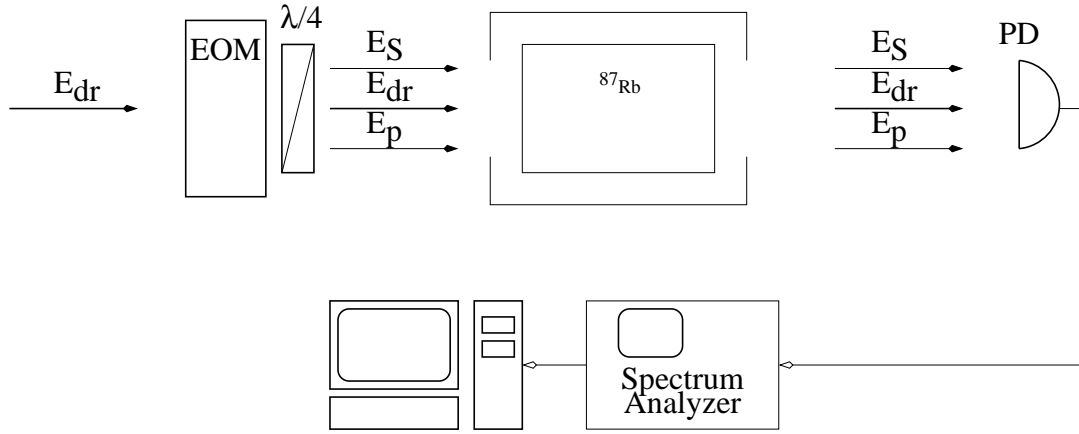 E_dr
EOM
λ/4
E_S
E_dr
E_p
⁸⁷Rb
E_S
E_dr
E_p
PD
Spectrum
Analyzer